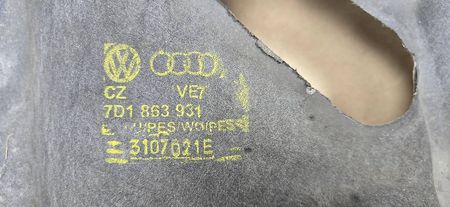 CZ VE7
7D1 863 931
/PES/WO/PES
3107021E